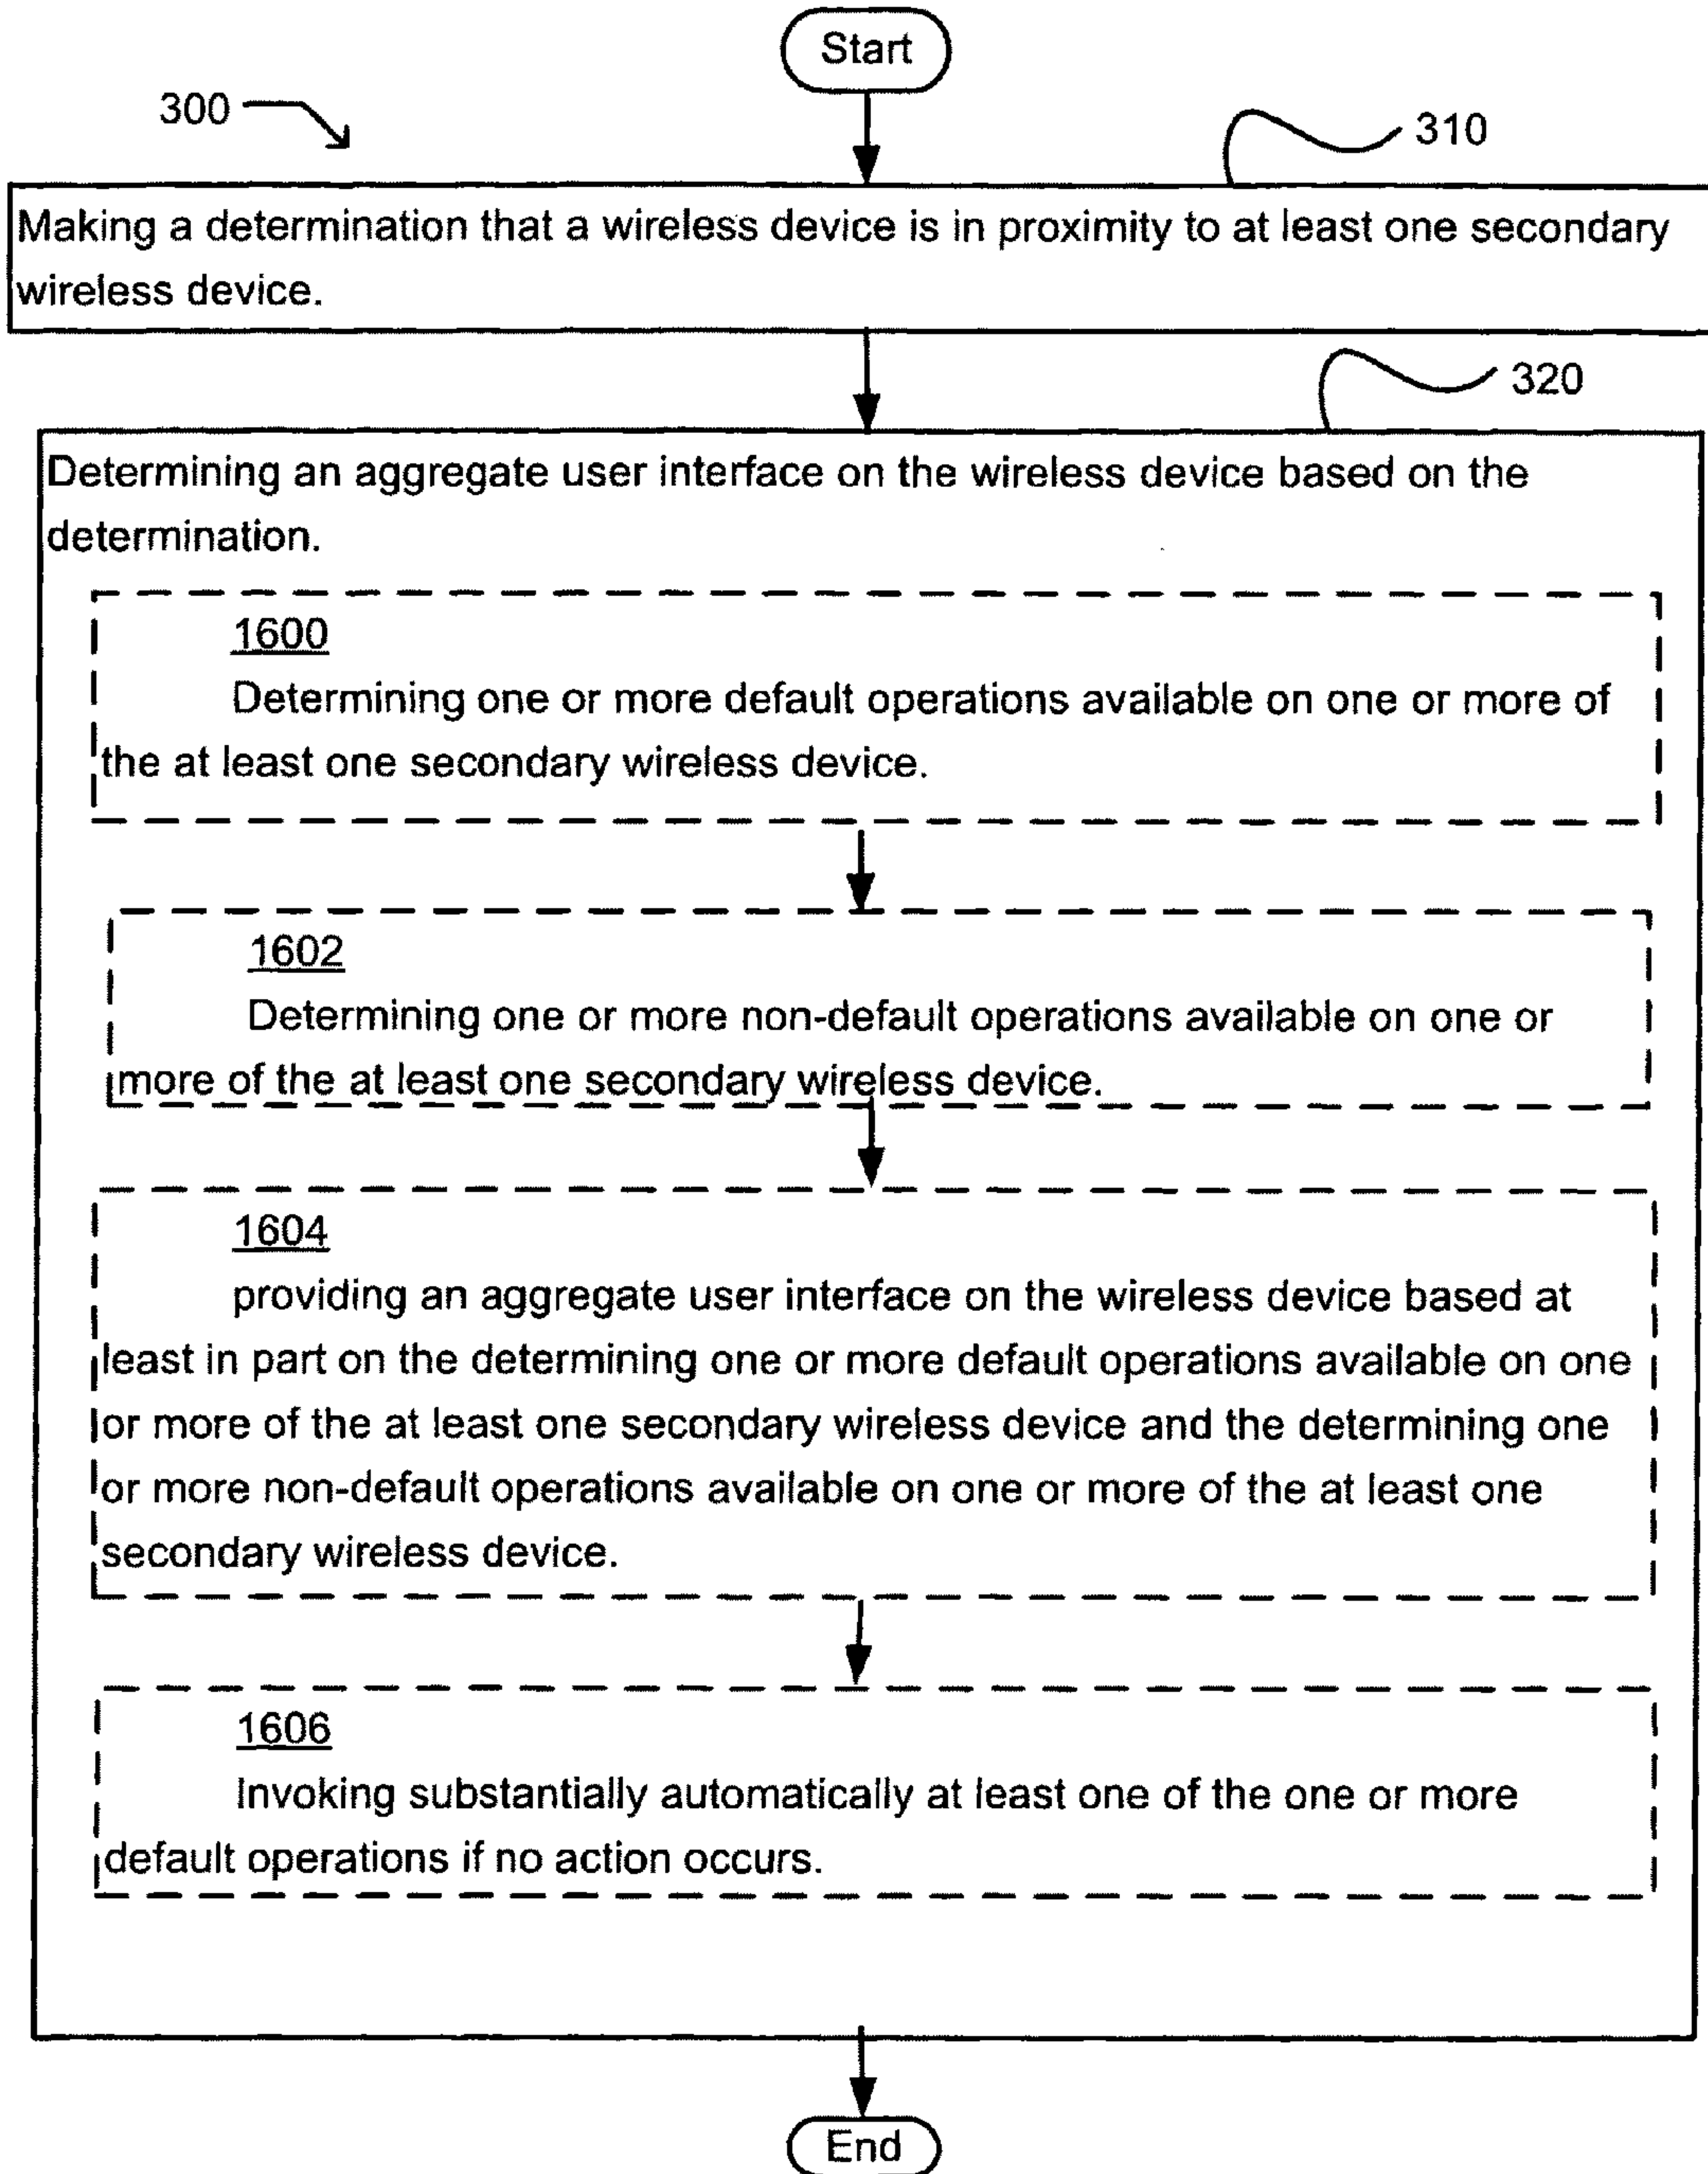 Start
300
310
Making a determination that a wireless device is in proximity to at least one secondary
wireless device.
320
Determining an aggregate user interface on the wireless device based on the
determination.
1600
Determining one or more default operations available on one or more of
the at least one secondary wireless device.
1602
Determining one or more non-default operations available on one or
more of the at least one secondary wireless device.
1604
providing an aggregate user interface on the wireless device based at
least in part on the determining one or more default operations available on one
or more of the at least one secondary wireless device and the determining one
or more non-default operations available on one or more of the at least one
secondary wireless device.
1606
Invoking substantially automatically at least one of the one or more
default operations if no action occurs.
End